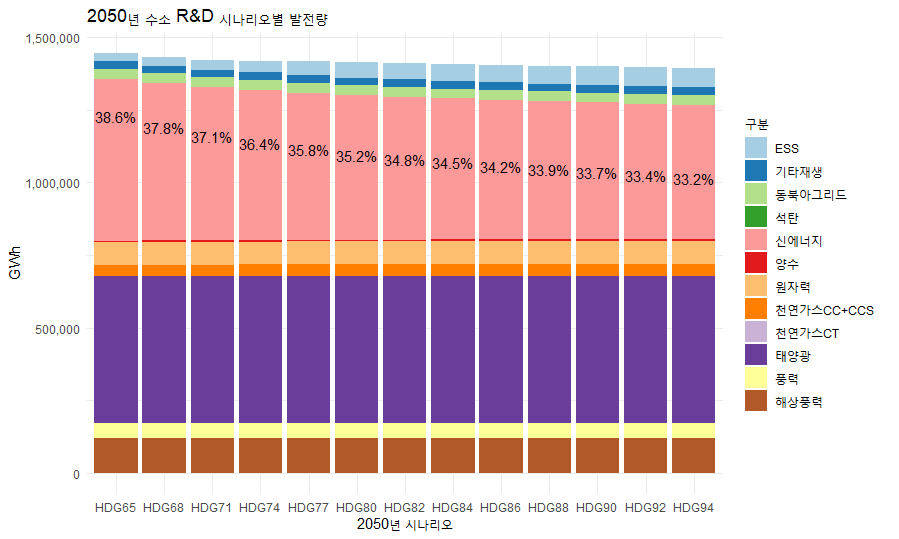 2050년 수소 R&D 시나리오별 발전량
1,500,000
1,000,000
500,000
0
GWh
38.6%
37.8%
37.1%
36.4%
35.8%
35.2%
34.8%
34.5%
34.2%
33.9%
33.7%
33.4%
33.2%
HDG65
HDG68
HDG71
HDG74
HDG77
HDG80
HDG82
HDG84
HDG86
HDG88
HDG90
HDG92
HDG94
2050년 시나리오
구분
ESS
기타재생
동북아그리드
석탄
신에너지
양수
원자력
천연가스CC+CCS
천연가스CT
태양광
풍력
해상풍력